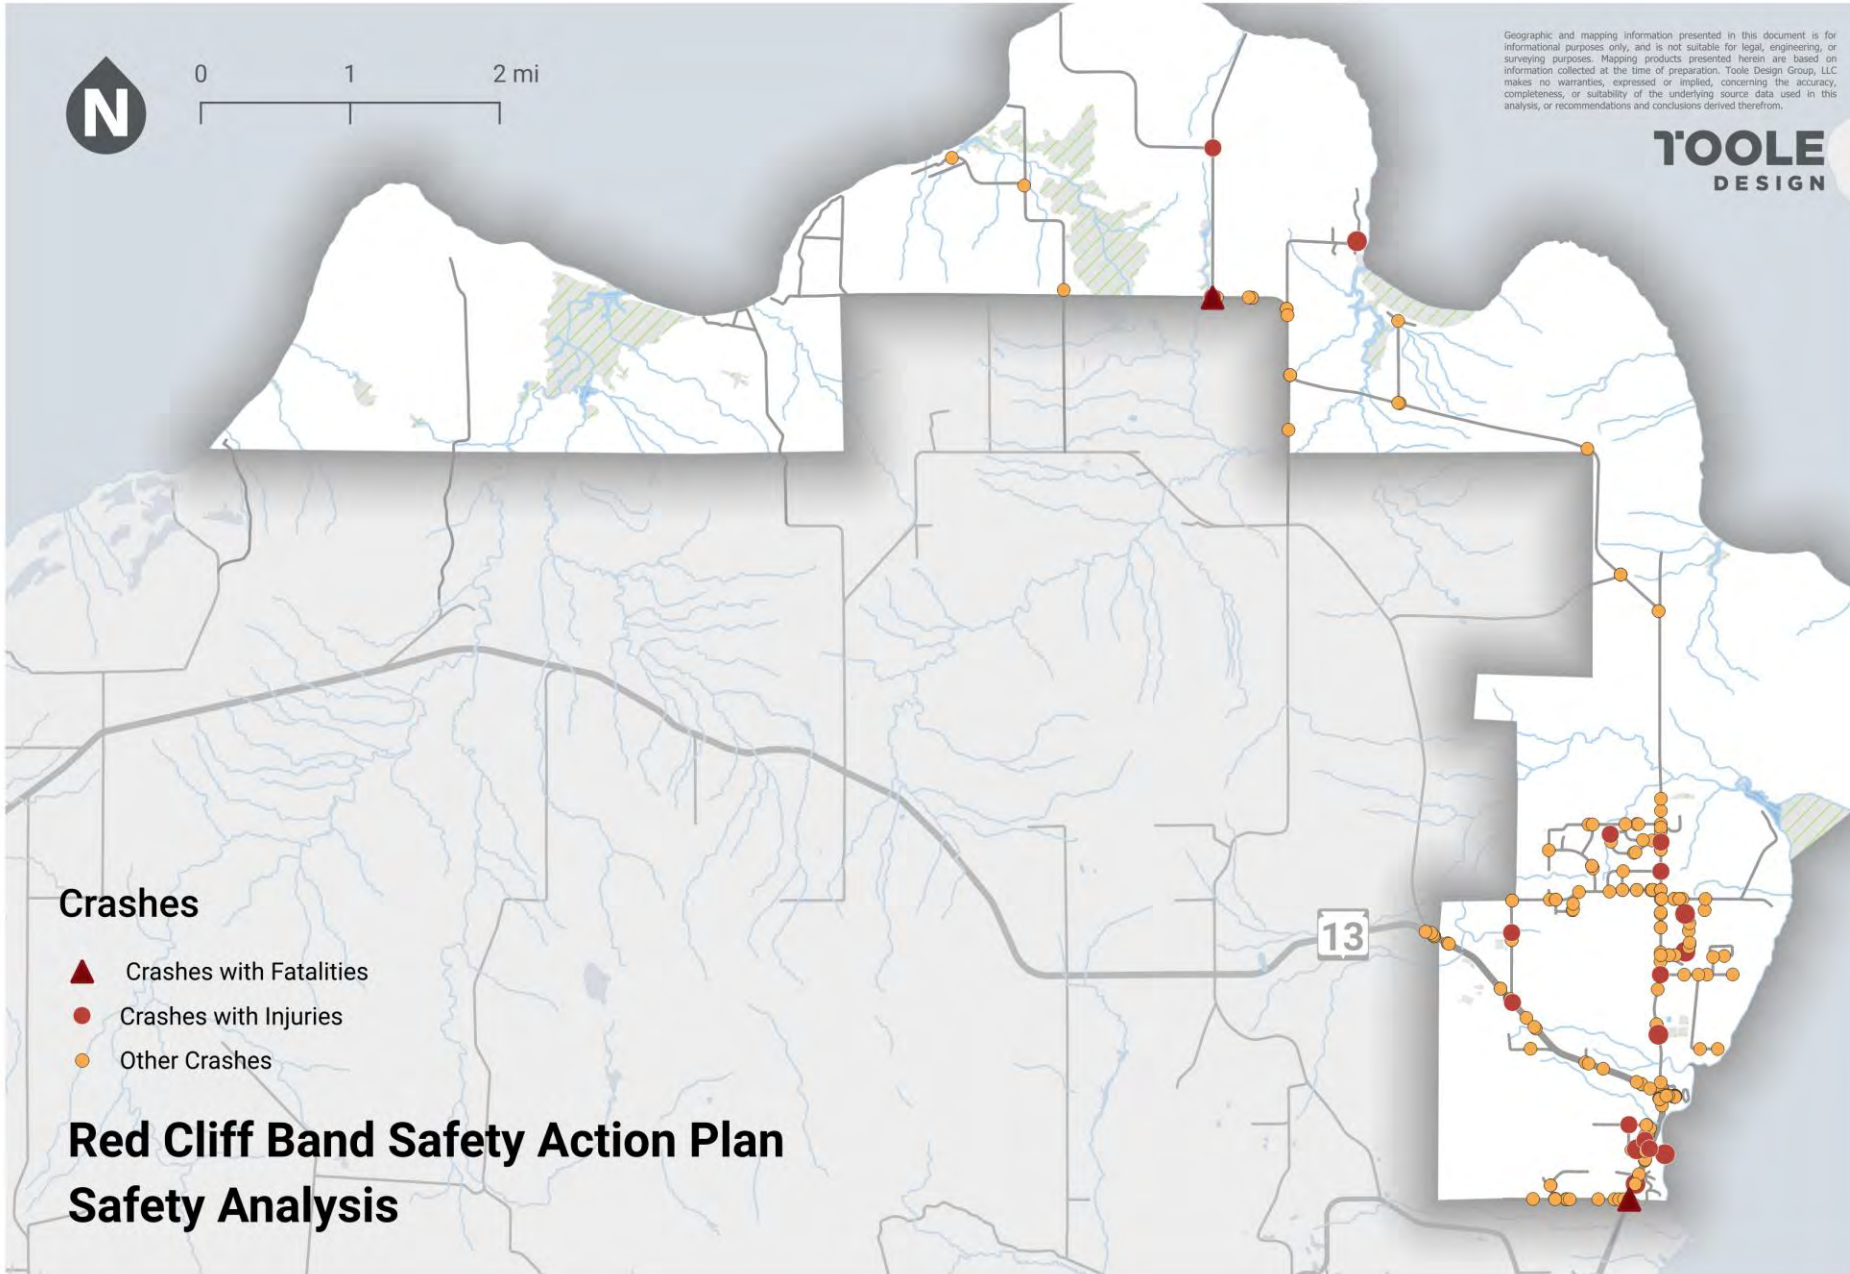 Geographic and mapping information presented in this document is for
informational purposes only, and is not suitable for legal, engineering, or
surveying purposes. Mapping products presented herein are based on
information collected at the time of preparation. Toole Design Group, LLC
makes no warranties, expressed or implied, concerning the accuracy,
completeness, or suitability of the underlying source data used in this
analysis, or recommendations and conclusions derived therefrom.
TOOLE
DESIGN
N
0 1 2 mi
13
Crashes
Crashes with Fatalities
Crashes with Injuries
Other Crashes
Red Cliff Band Safety Action Plan
Safety Analysis